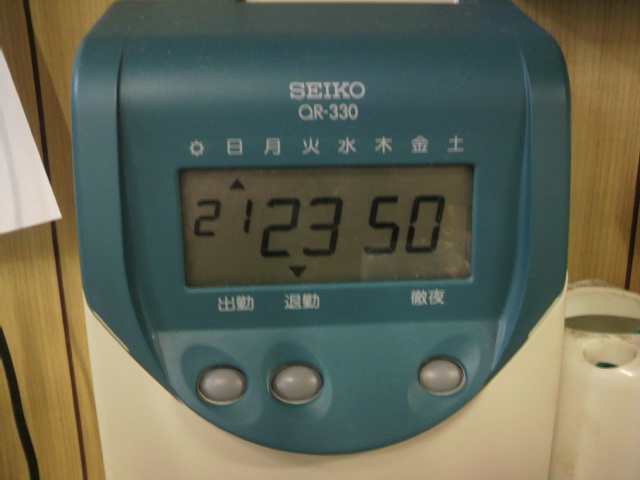 SEIKO
QR-330
日 月 火 水 木 金 土
21 23 50
出勤 退勤 徹夜